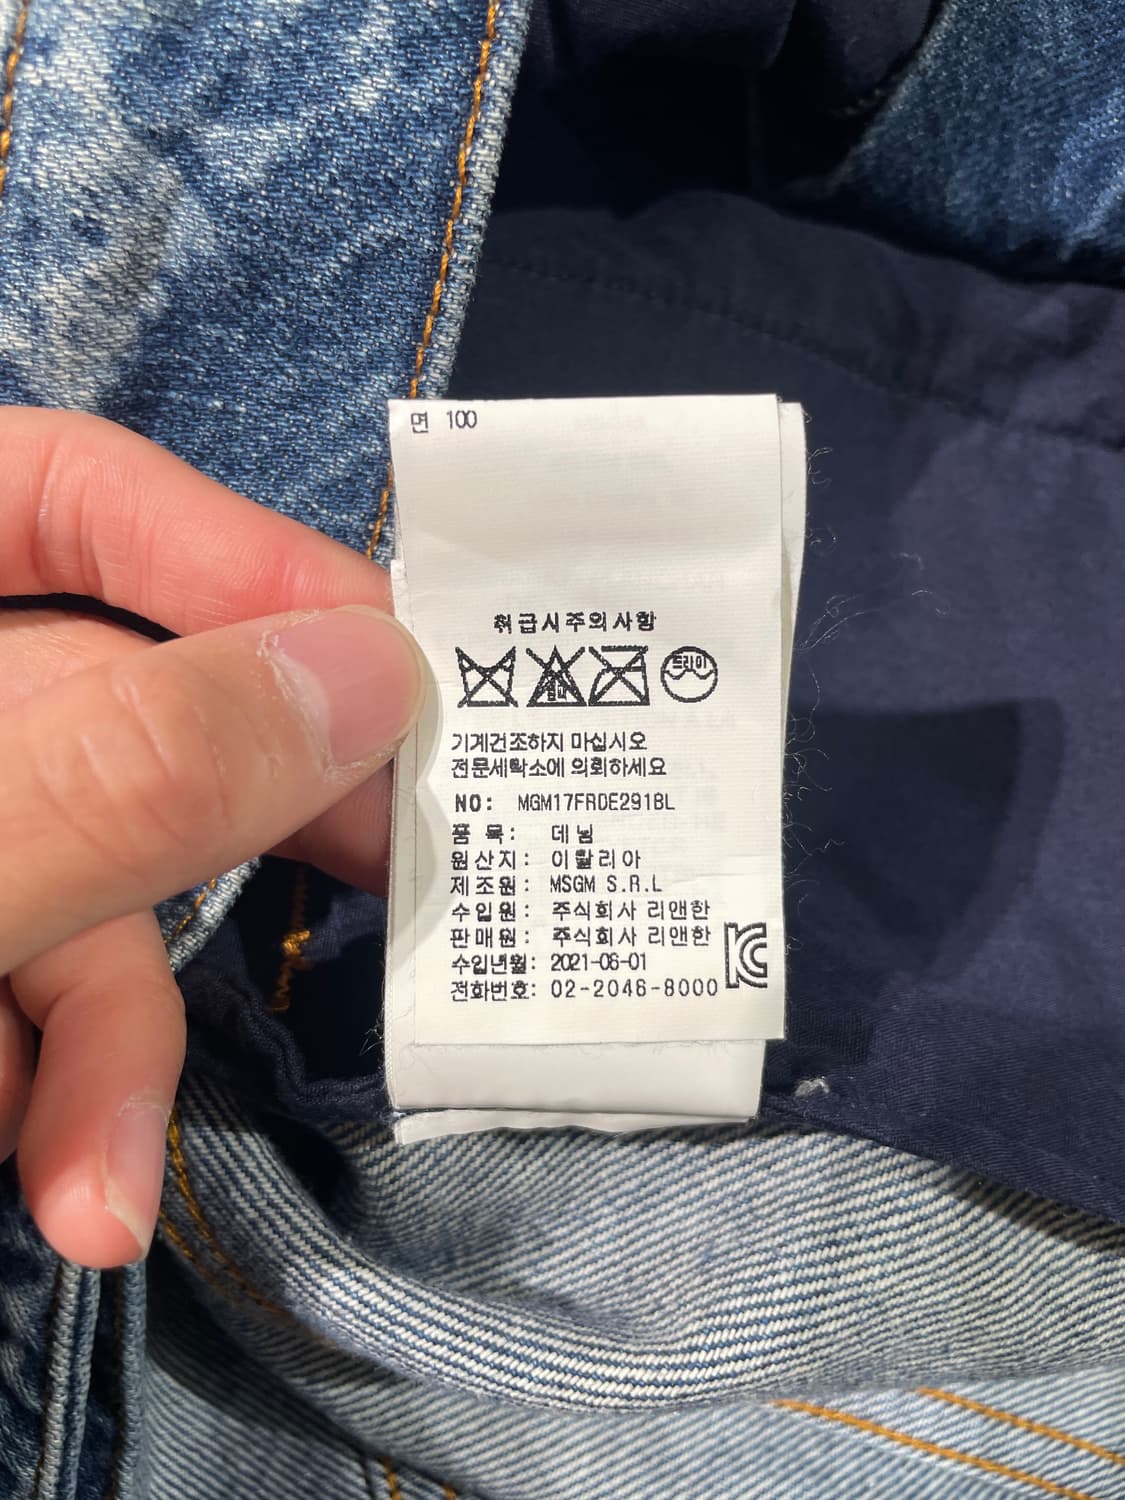 면 100
취급시주의사항
드라이
기계건조하지 마십시오
전문세탁소에 의뢰하세요
NO: MGM17FRDE291BL
품 목: 데님
원산지: 이탈리아
제조원: MSGM S.R.L
수입원: 주식회사 리앤한
판매원: 주식회사 리앤한
수입년월: 2021-06-01
전화번호: 02-2046-8000